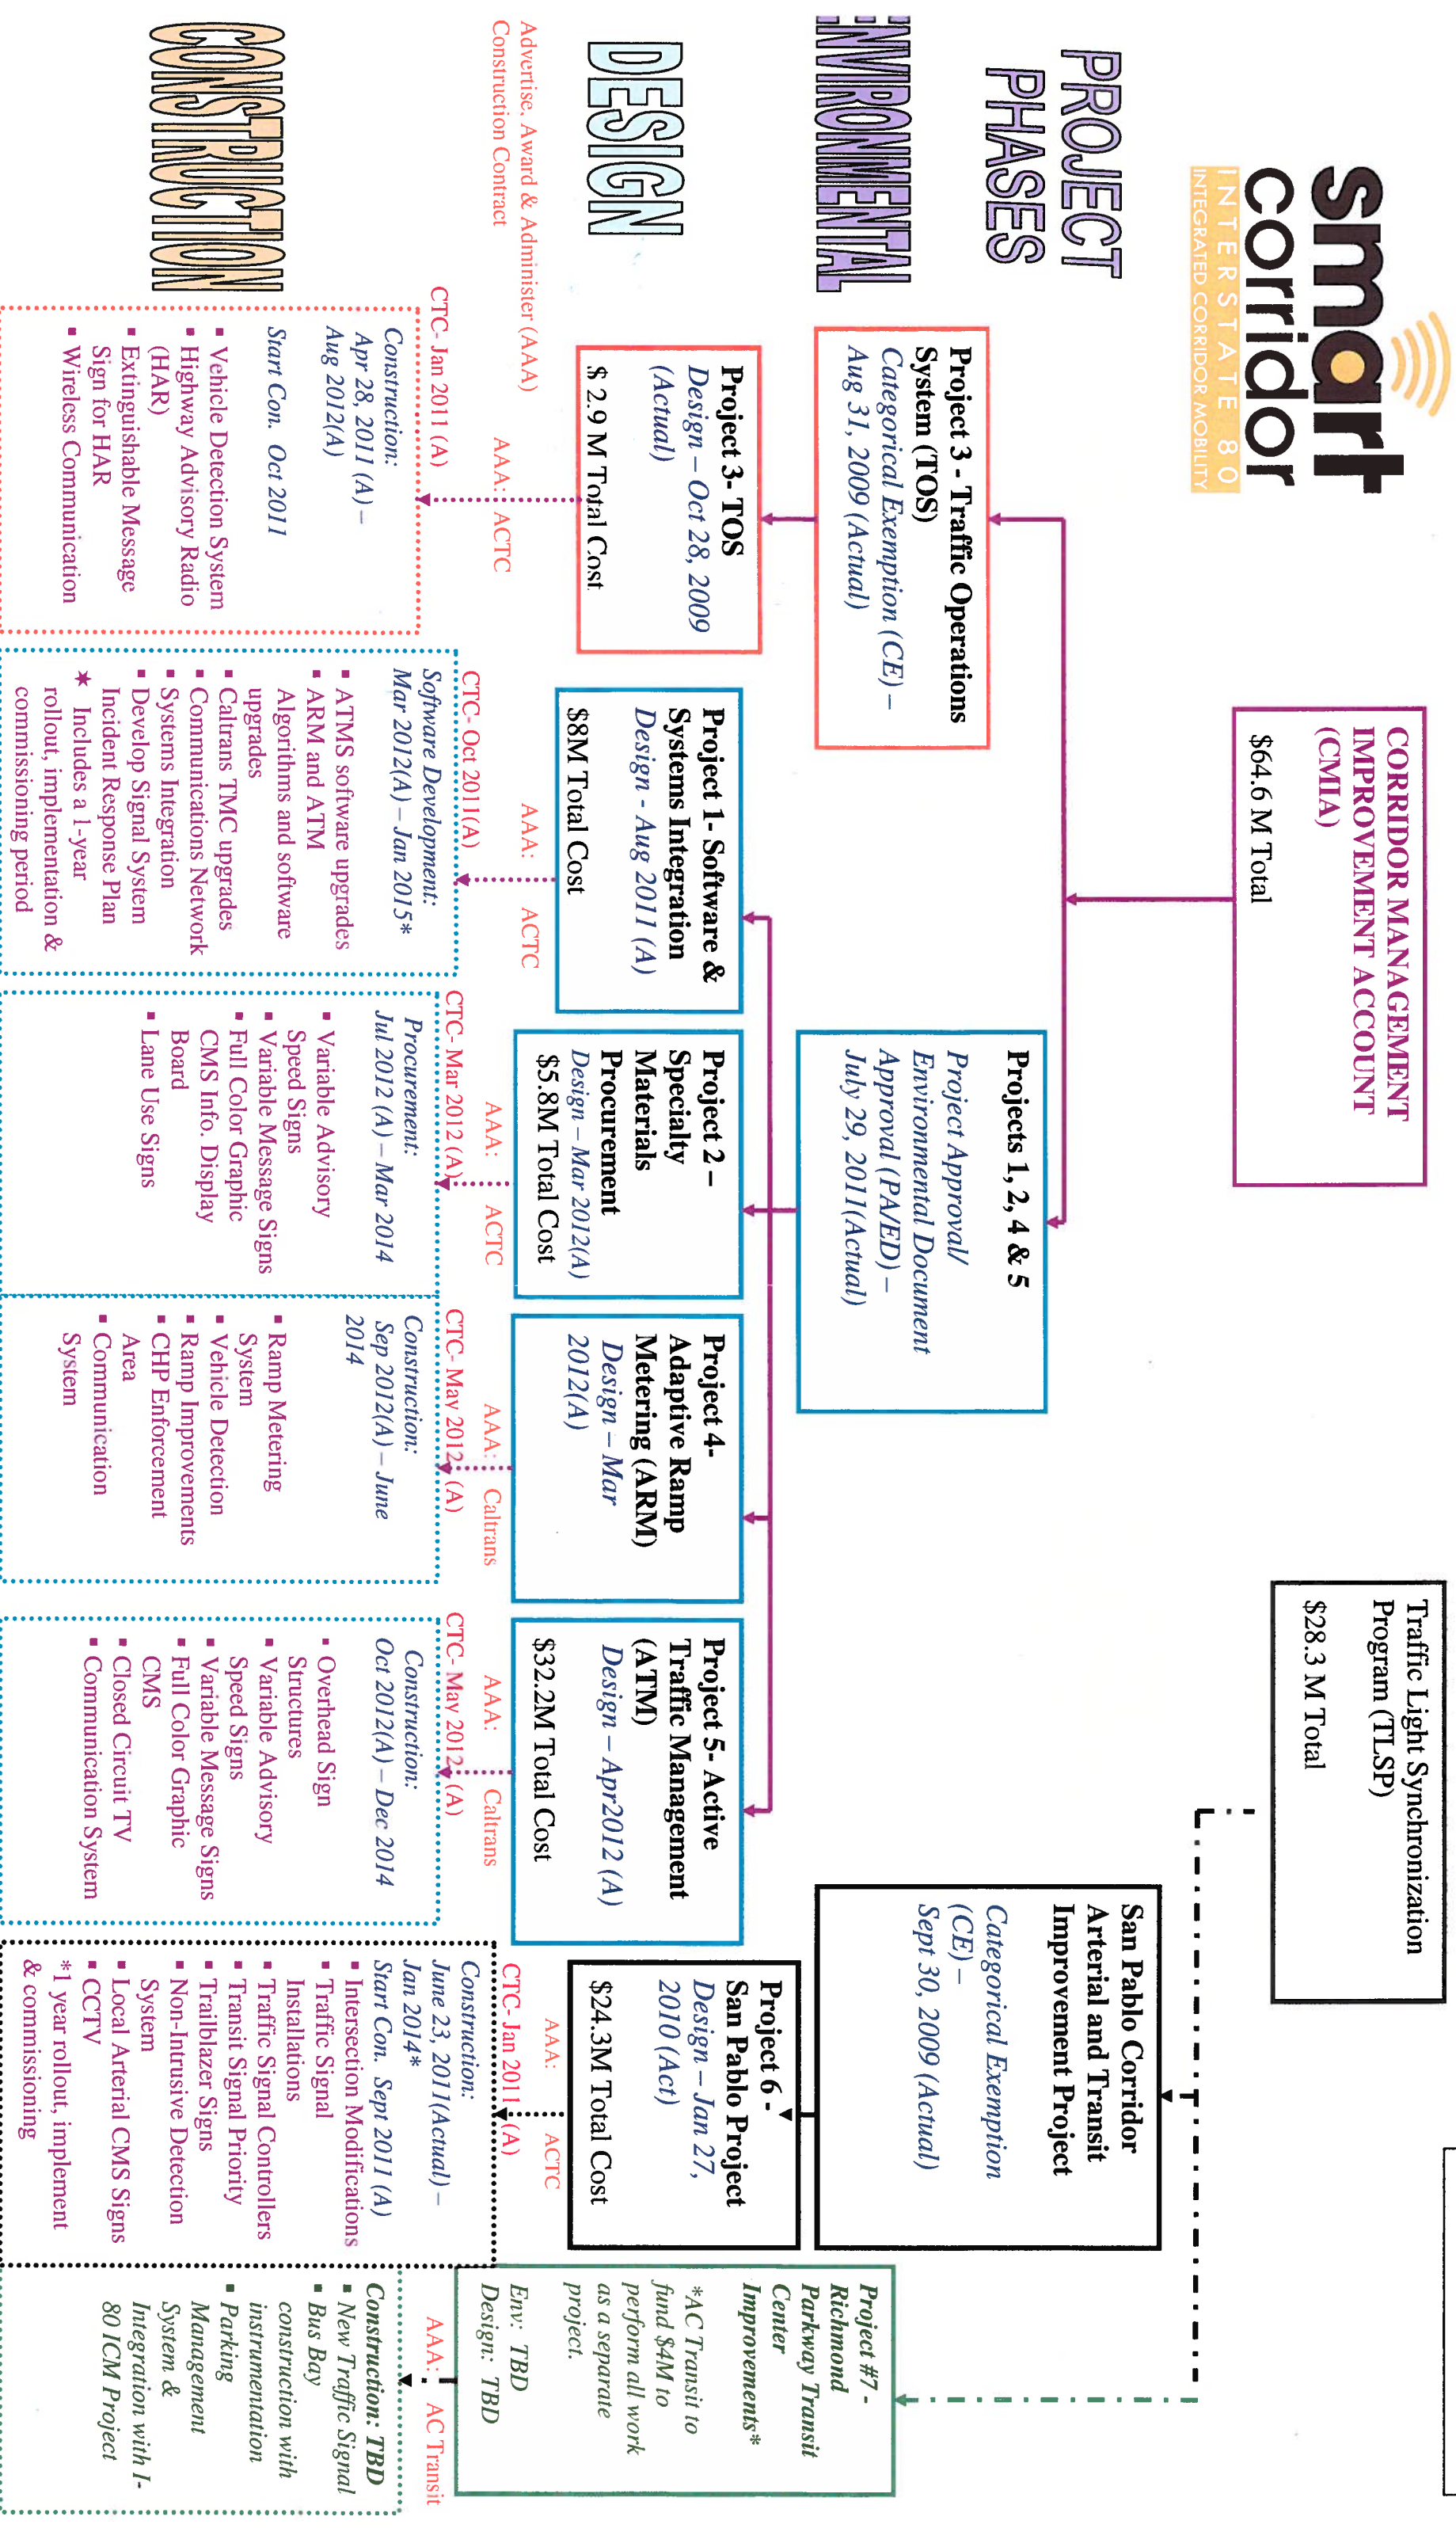 smart
corridor
INTERSTATE 80
INTEGRATED CORRIDOR MOBILITY
CORRIDOR MANAGEMENT
IMPROVEMENT ACCOUNT
(CMIA)
$64.6 M Total
Traffic Light Synchronization
Program (TLSP)
$28.3 M Total
PROJECT
PHASES
ENVIRONMENTAL
Project 3 - Traffic Operations
System (TOS)
Categorical Exemption (CE) –
Aug 31, 2009 (Actual)
Projects 1, 2, 4 & 5
Project Approval/
Environmental Document
Approval (PA/ED) –
July 29, 2011(Actual)
San Pablo Corridor
Arterial and Transit
Improvement Project
Categorical Exemption
(CE) –
Sept 30, 2009 (Actual)
DESIGN
Project 3- TOS
Design – Oct 28, 2009
(Actual)
$ 2.9 M Total Cost
Project 1- Software &
Systems Integration
Design - Aug 2011 (A)
$8M Total Cost
Project 2 –
Specialty
Materials
Procurement
Design – Mar 2012(A)
$5.8M Total Cost
Project 4-
Adaptive Ramp
Metering (ARM)
Design – Mar
2012(A)
Project 5- Active
Traffic Management
(ATM)
Design – Apr2012 (A)
$32.2M Total Cost
Project 6 -
San Pablo Project
Design – Jan 27,
2010 (Act)
$24.3M Total Cost
Project #7 -
Richmond
Parkway Transit
Center
Improvements*
*AC Transit to
fund $4M to
perform all work
as a separate
project.
Env: TBD
Design: TBD
Advertise, Award & Administer (AAA)
Construction Contract
AAA: ACTC
CTC- Jan 2011 (A)
AAA: ACTC
CTC- Oct 2011(A)
AAA: ACTC
CTC- Mar 2012 (A)
AAA: Caltrans
CTC- May 2012 (A)
AAA: Caltrans
CTC- May 2012 (A)
AAA: ACTC
CTC- Jan 2011 (A)
AAA: AC Transit
CONSTRUCTION
Construction:
Apr 28, 2011 (A) –
Aug 2012(A)
Start Con. Oct 2011
▪ Vehicle Detection System
▪ Highway Advisory Radio
(HAR)
▪ Extinguishable Message
Sign for HAR
▪ Wireless Communication
Software Development:
Mar 2012(A) – Jan 2015*
▪ ATMS software upgrades
▪ ARM and ATM
Algorithms and software
upgrades
▪ Caltrans TMC upgrades
▪ Communications Network
▪ Systems Integration
▪ Develop Signal System
Incident Response Plan
★ Includes a 1-year
rollout, implementation &
commissioning period
Procurement:
Jul 2012 (A) – Mar 2014
▪ Variable Advisory
Speed Signs
▪ Variable Message Signs
▪ Full Color Graphic
CMS Info. Display
Board
▪ Lane Use Signs
Construction:
Sep 2012(A) – June
2014
▪ Ramp Metering
System
▪ Vehicle Detection
▪ Ramp Improvements
▪ CHP Enforcement
Area
▪ Communication
System
Construction:
Oct 2012(A) – Dec 2014
▪ Overhead Sign
Structures
▪ Variable Advisory
Speed Signs
▪ Variable Message Signs
▪ Full Color Graphic
CMS
▪ Closed Circuit TV
▪ Communication System
Construction:
June 23, 2011(Actual) –
Jan 2014*
Start Con. Sept 2011 (A)
▪ Intersection Modifications
▪ Traffic Signal
Installations
▪ Traffic Signal Controllers
▪ Transit Signal Priority
▪ Trailblazer Signs
▪ Non-Intrusive Detection
System
▪ Local Arterial CMS Signs
▪ CCTV
*1 year rollout, implement
& commissioning
Construction: TBD
▪ New Traffic Signal
▪ Bus Bay
construction with
instrumentation
▪ Parking
Management
System &
Integration with I-
80 ICM Project